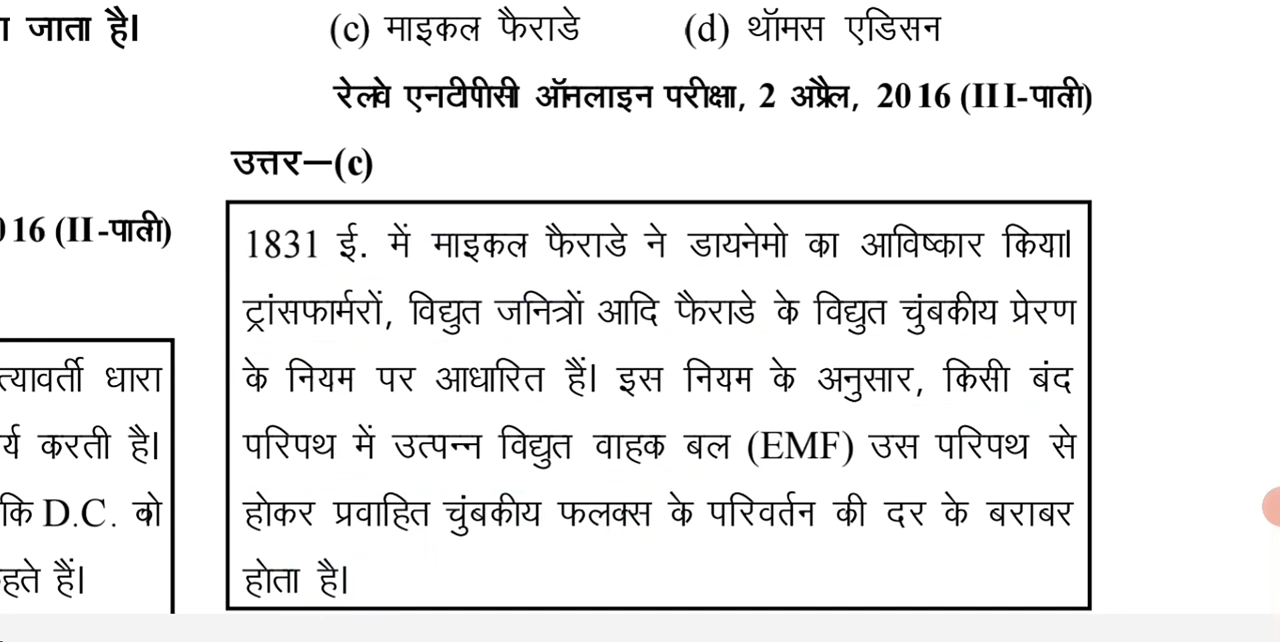 जाता है।
(c) माइकल फैराडे (d) थॉमस एडिसन
रेलवे एनटीपीसी ऑनलाइन परीक्षा, 2 अप्रैल, 2016 (III-पाली)
उत्तर–(c)
16 (II-पाली)
1831 ई. में माइकल फैराडे ने डायनेमो का आविष्कार किया।
ट्रांसफार्मरों, विद्युत जनित्रों आदि फैराडे के विद्युत चुंबकीय प्रेरण
के नियम पर आधारित हैं। इस नियम के अनुसार, किसी बंद
परिपथ में उत्पन्न विद्युत वाहक बल (EMF) उस परिपथ से
होकर प्रवाहित चुंबकीय फलक्स के परिवर्तन की दर के बराबर
होता है।
त्यावर्ती धारा
र्य करती है।
कि D.C. को
हते हैं।